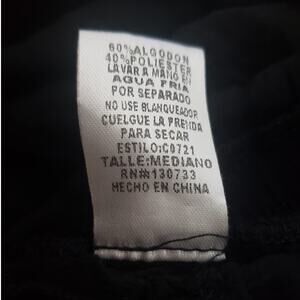 60%ALGODON
40%POLIESTER
LAVAR A MANO EN
AGUA FRIA
POR SEPARADO
NO USE BLANQUEADOR
CUELGUE LA PRENDA
PARA SECAR
ESTILO:C0721
TALLE:MEDIANO
RN#130733
HECHO EN CHINA